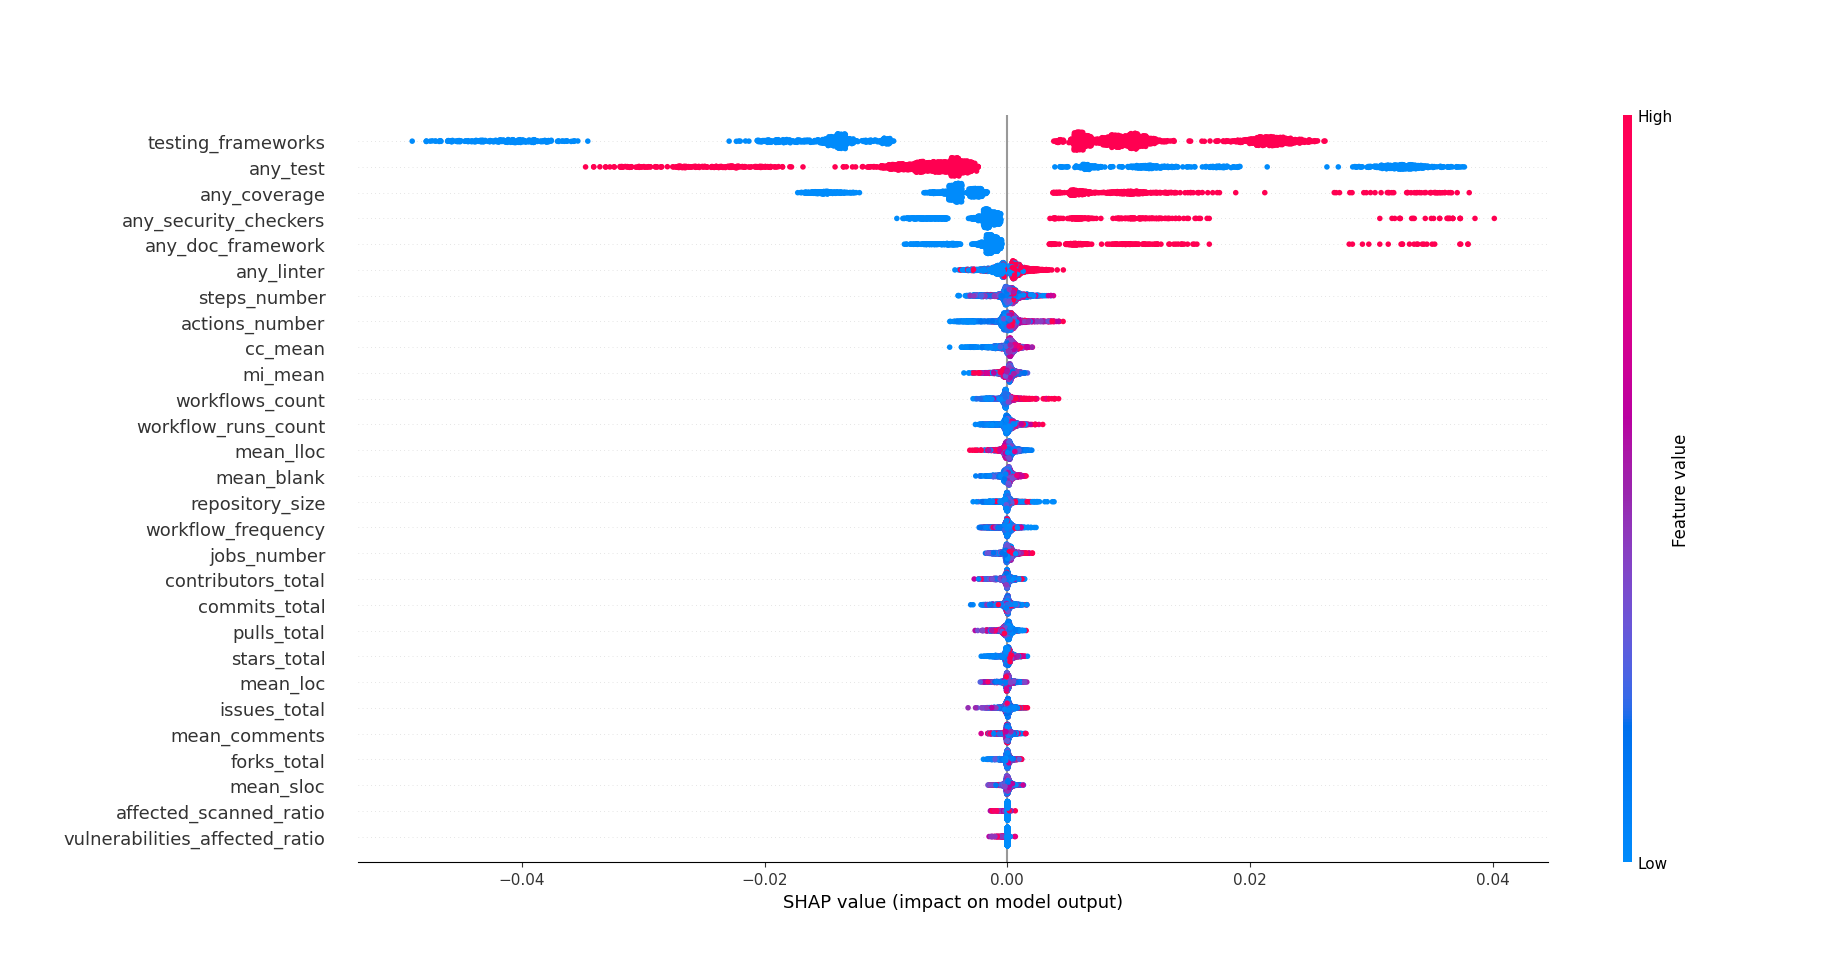 High
testing_frameworks
any_test
any_coverage
any_security_checkers
any_doc_framework
any_linter
steps_number
actions_number
cc_mean
mi_mean
workflows_count
workflow_runs_count
mean_lloc
mean_blank
repository_size
workflow_frequency
jobs_number
contributors_total
commits_total
pulls_total
stars_total
mean_loc
issues_total
mean_comments
forks_total
mean_sloc
affected_scanned_ratio
vulnerabilities_affected_ratio
Feature value
Low
−0.04 −0.02 0.00 0.02 0.04
SHAP value (impact on model output)